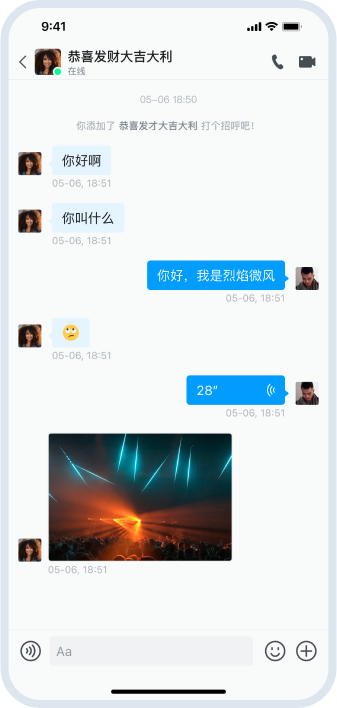 9:41
恭喜发财大吉大利
在线
05-06 18:50
你添加了 恭喜发才大吉大利 打个招呼吧！
你好啊
05-06, 18:51
你叫什么
05-06, 18:51
你好，我是烈焰微风
05-06, 18:51
05-06, 18:51
28”
05-06, 18:51
05-06, 18:51
Aa